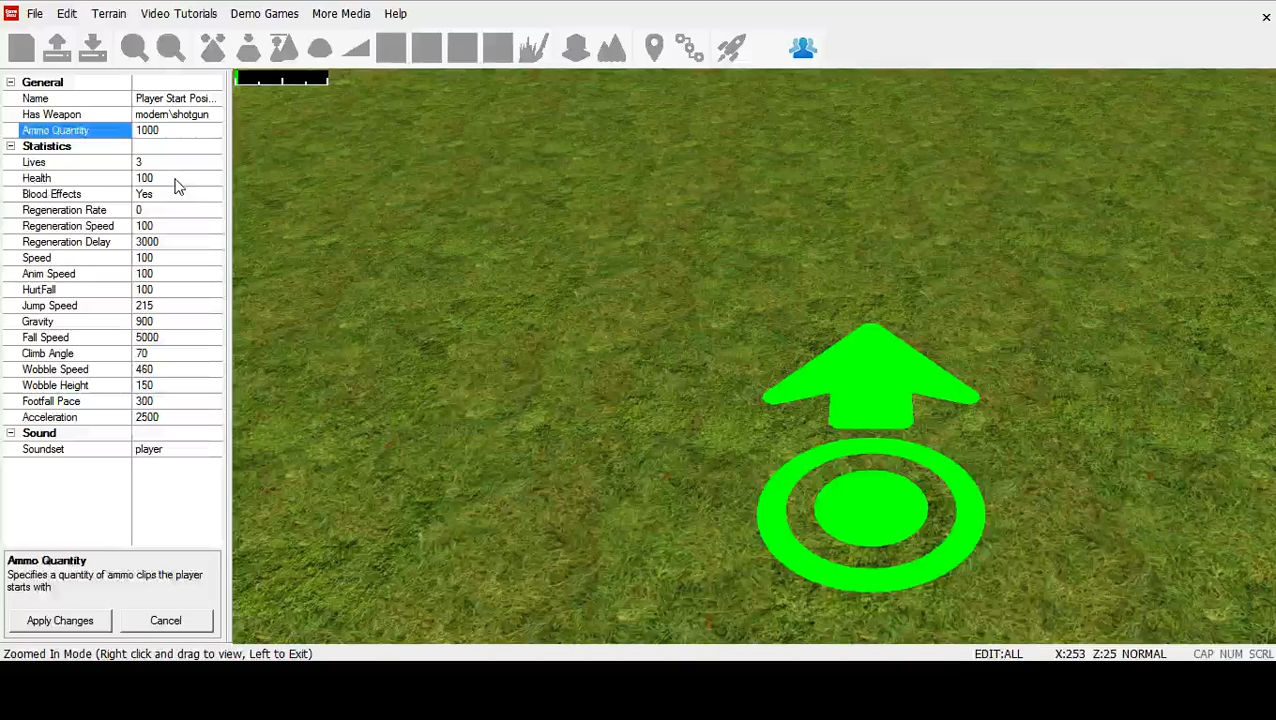 File Edit Terrain Video Tutorials Demo Games More Media Help
General
Name Player Start Posi...
Has Weapon modern\shotgun
Ammo Quantity 1000
Statistics
Lives 3
Health 100
Blood Effects Yes
Regeneration Rate 0
Regeneration Speed 100
Regeneration Delay 3000
Speed 100
Anim Speed 100
HurtFall 100
Jump Speed 215
Gravity 900
Fall Speed 5000
Climb Angle 70
Wobble Speed 460
Wobble Height 150
Footfall Pace 300
Acceleration 2500
Sound
Soundset player
Ammo Quantity
Specifies a quantity of ammo clips the player
starts with
Apply Changes Cancel
Zoomed In Mode (Right click and drag to view, Left to Exit) EDIT:ALL X:253 Z:25 NORMAL CAP NUM SCRL